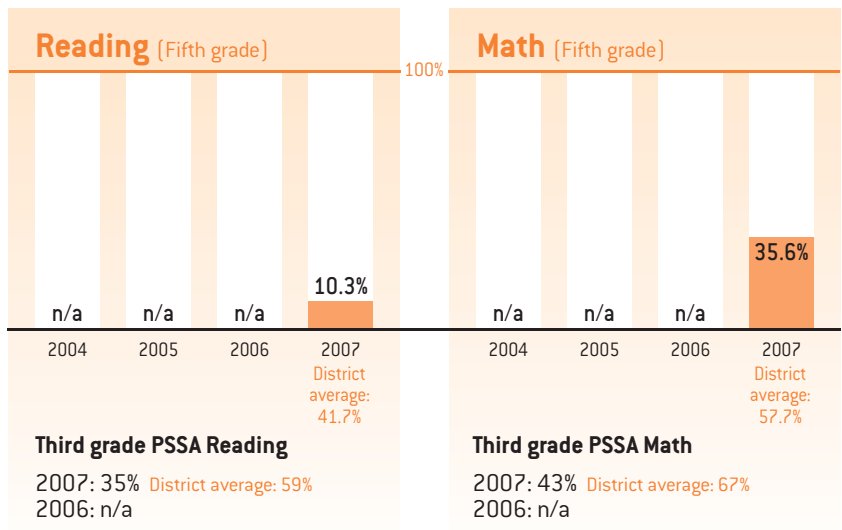 Reading (Fifth grade)
100%
n/a
n/a
n/a
10.3%
2004
2005
2006
2007
District
average:
41.7%
Third grade PSSA Reading
2007: 35% District average: 59%
2006: n/a
Math (Fifth grade)
n/a
n/a
n/a
35.6%
2004
2005
2006
2007
District
average:
57.7%
Third grade PSSA Math
2007: 43% District average: 67%
2006: n/a